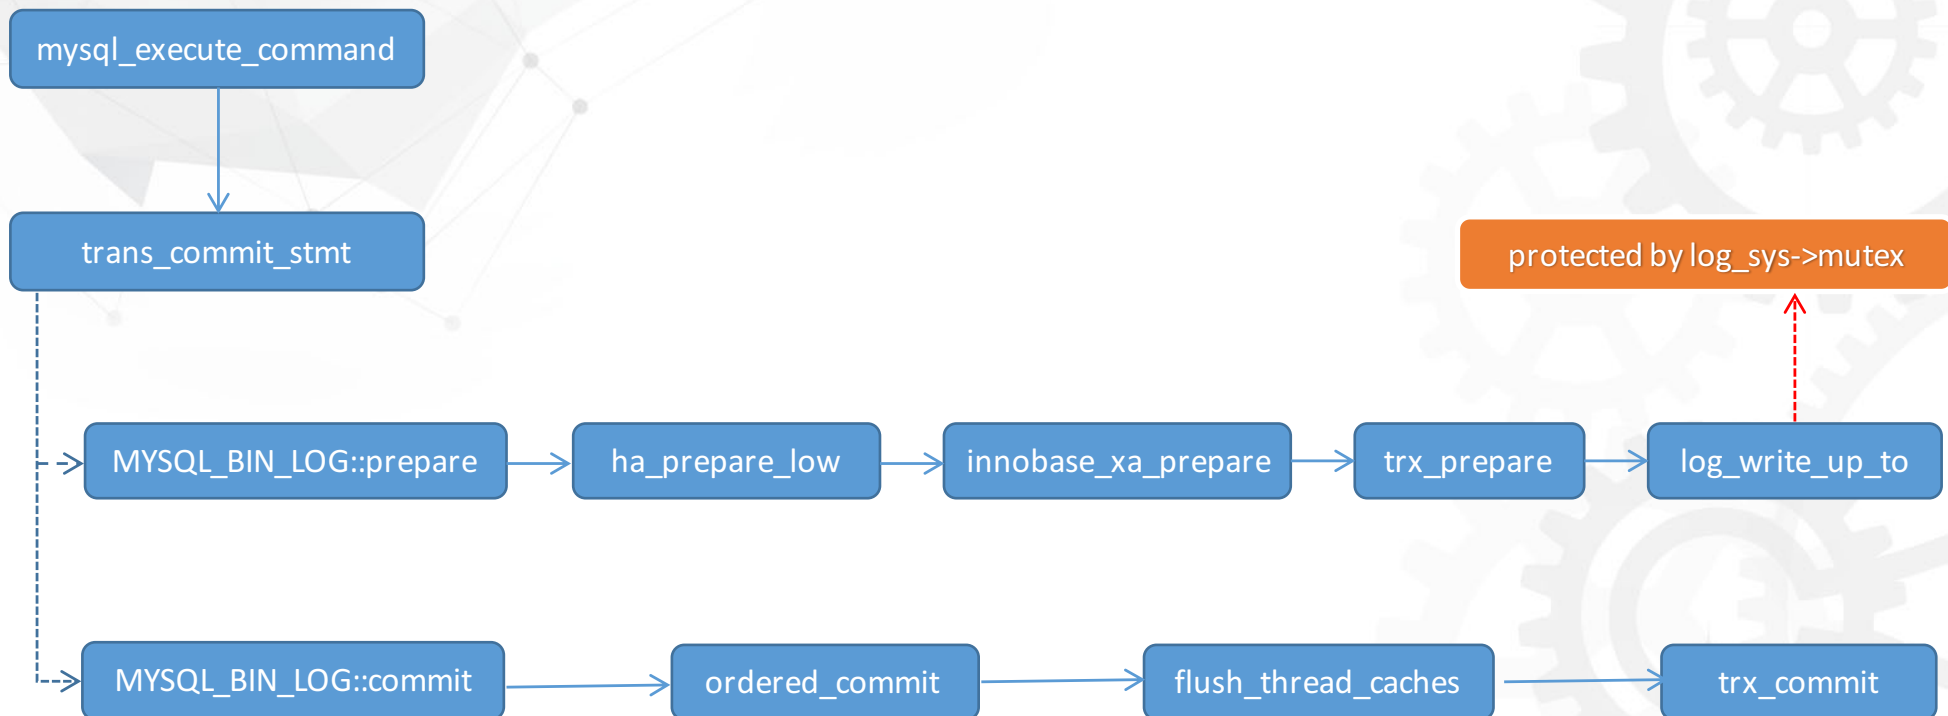 mysql_execute_command
trans_commit_stmt
protected by log_sys->mutex
MYSQL_BIN_LOG::prepare
ha_prepare_low
innobase_xa_prepare
trx_prepare
log_write_up_to
MYSQL_BIN_LOG::commit
ordered_commit
flush_thread_caches
trx_commit